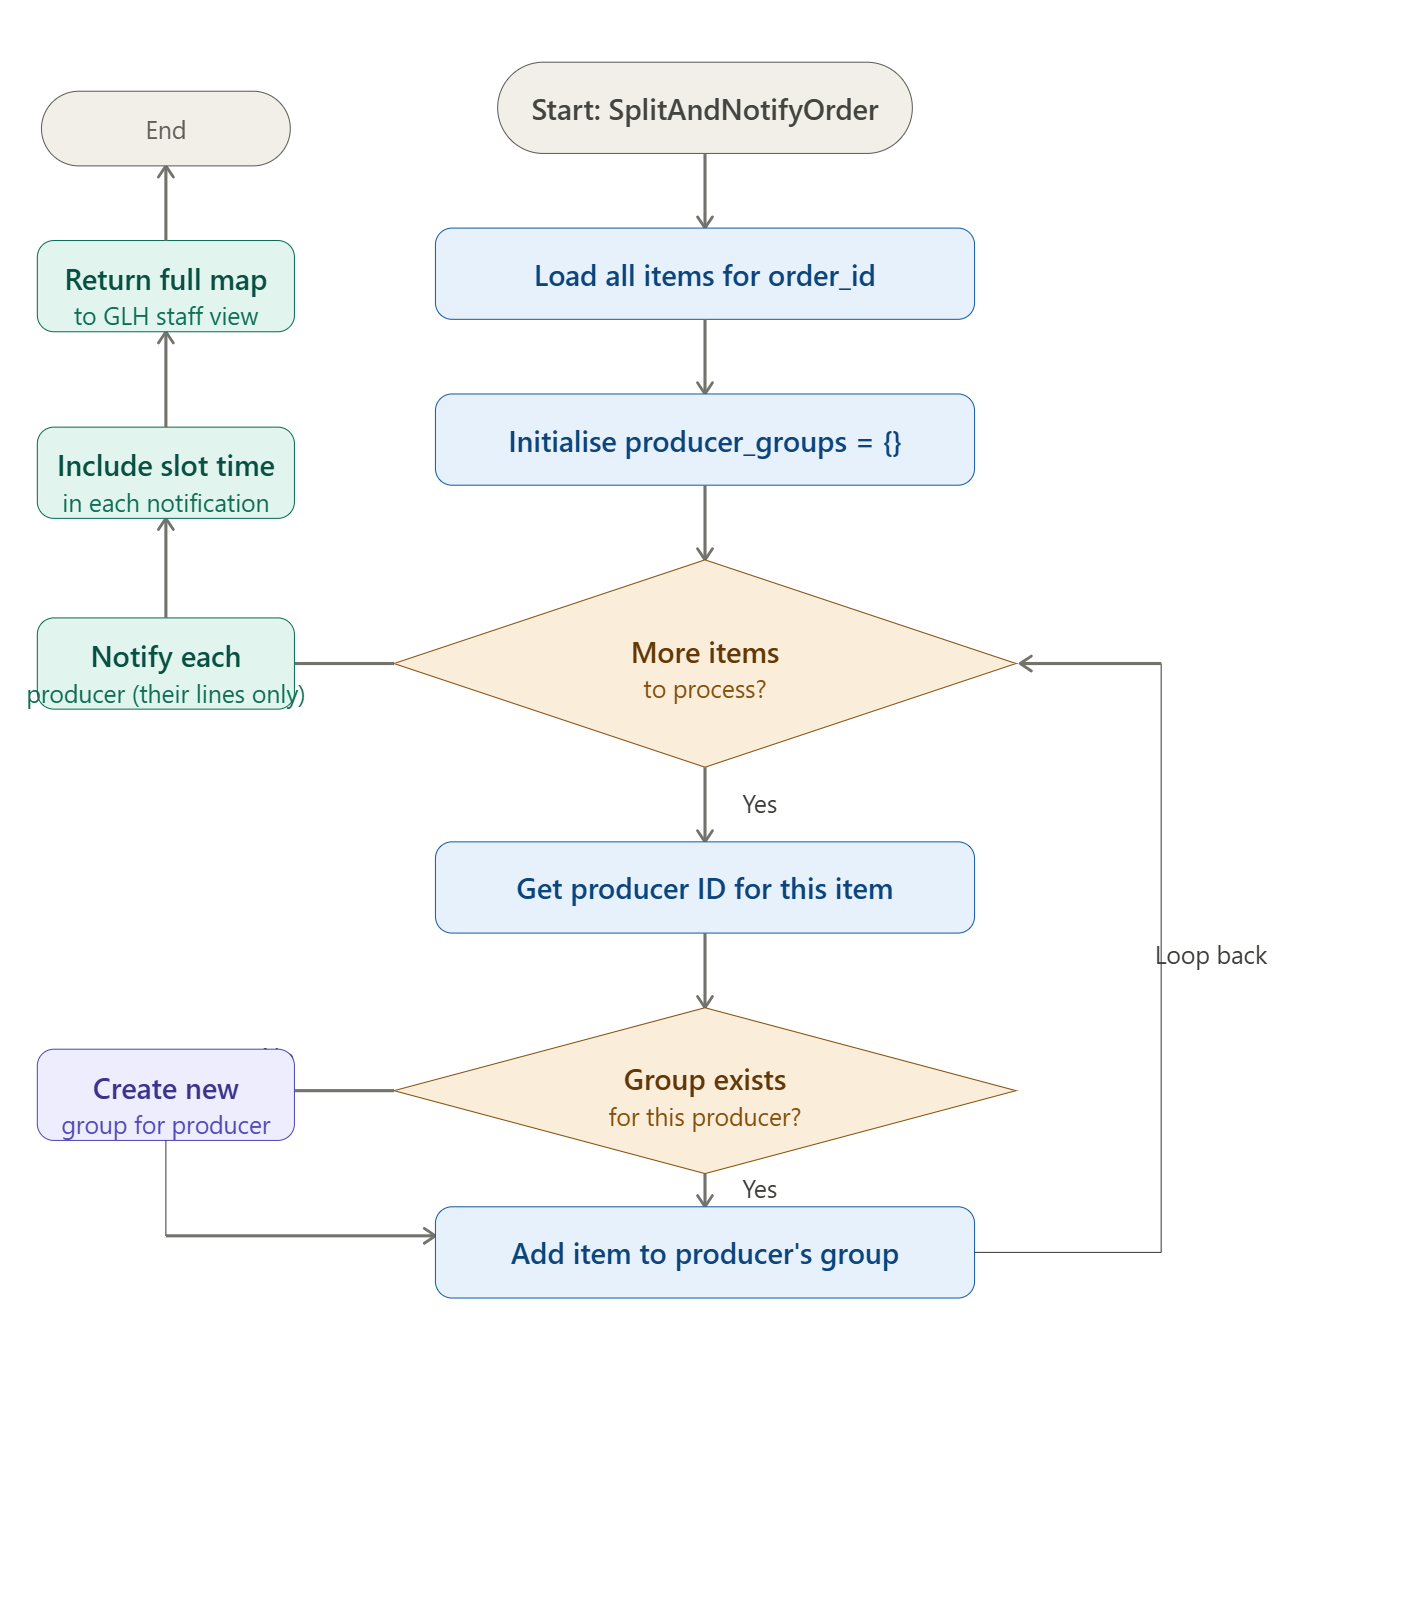 Start: SplitAndNotifyOrder
End
Load all items for order_id
Return full map
to GLH staff view
Initialise producer_groups = {}
Include slot time
in each notification
More items
to process?
Notify each
producer (their lines only)
Yes
Get producer ID for this item
Loop back
Group exists
for this producer?
Create new
group for producer
Yes
Add item to producer's group